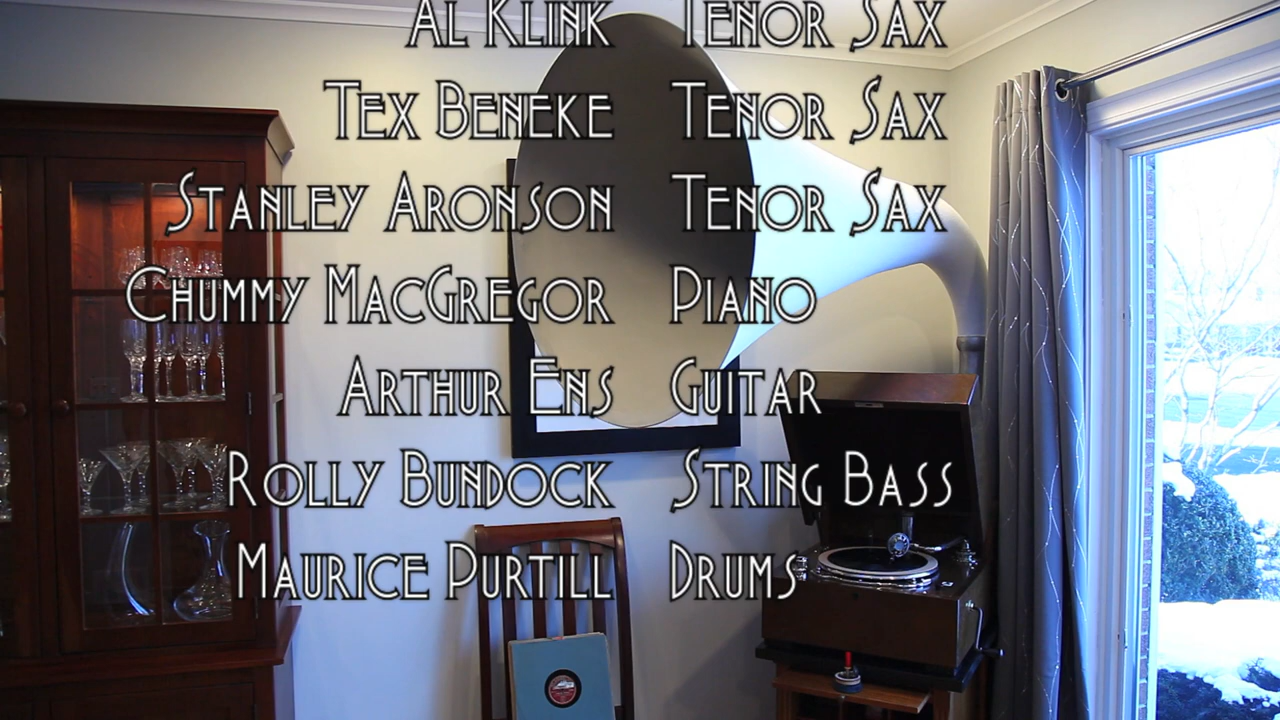 Al Klink Tenor Sax
Tex Beneke Tenor Sax
Stanley Aronson Tenor Sax
Chummy MacGregor Piano
Arthur Ens Guitar
Rolly Bundock String Bass
Maurice Purtill Drums